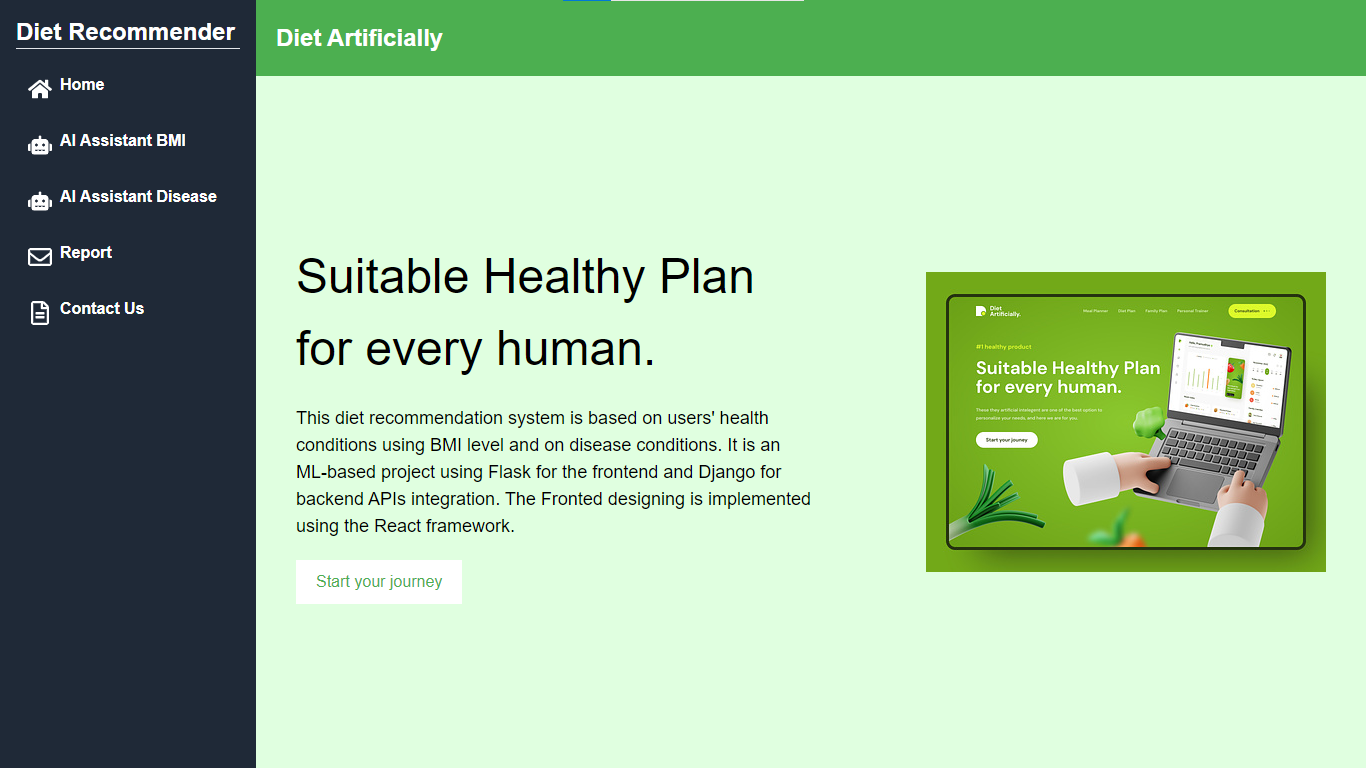 Diet Recommender
Home
AI Assistant BMI
AI Assistant Disease
Report
Contact Us
Diet Artificially
Suitable Healthy Plan
for every human.
This diet recommendation system is based on users' health
conditions using BMI level and on disease conditions. It is an
ML-based project using Flask for the frontend and Django for
backend APIs integration. The Fronted designing is implemented
using the React framework.
Start your journey
Diet
Artificially.
Meal Planner Diet Plan Family Plan Personal Trainer
Consultation
#1 healthy product
Suitable Healthy Plan
for every human.
These they artificial intelegent are one of the best option to
personalize your needs, and here we are for you.
Start your jouney